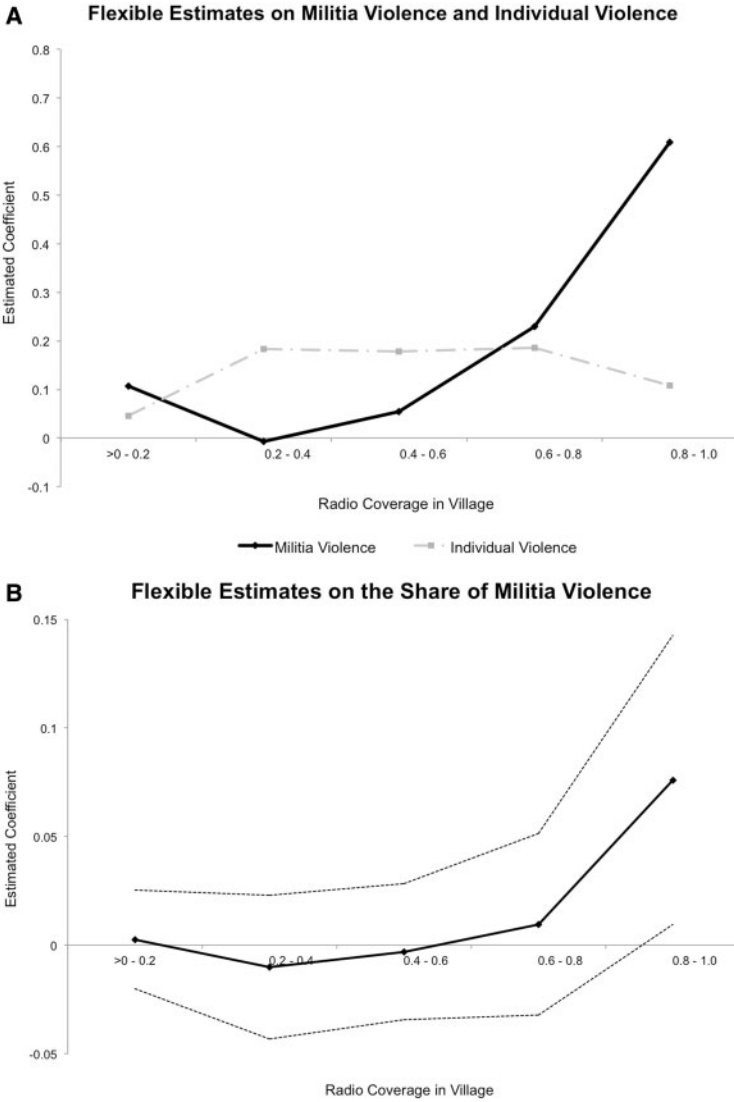 A
Flexible Estimates on Militia Violence and Individual Violence
0.8
0.7
0.6
0.5
0.4
0.3
0.2
0.1
0
-0.1
Estimated Coefficient
>0 - 0.2 0.2 - 0.4 0.4 - 0.6 0.6 - 0.8 0.8 - 1.0
Radio Coverage in Village
Militia Violence Individual Violence
B
Flexible Estimates on the Share of Militia Violence
0.15
0.1
0.05
0
-0.05
Estimated Coefficient
>0 - 0.2 0.2 - 0.4 0.4 - 0.6 0.6 - 0.8 0.8 - 1.0
Radio Coverage in Village